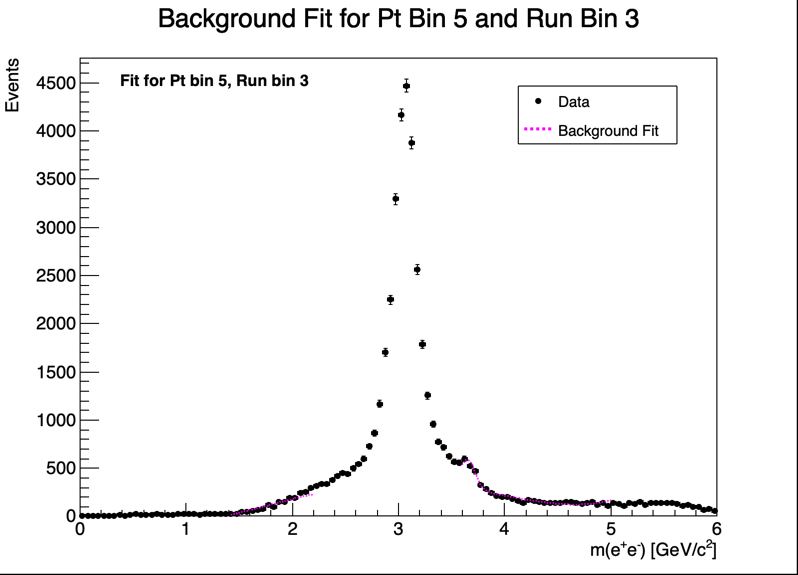 Background Fit for Pt Bin 5 and Run Bin 3
Events
Fit for Pt bin 5, Run bin 3
Data
Background Fit
4500
4000
3500
3000
2500
2000
1500
1000
500
0
0 1 2 3 4 5 6
m(e⁺e⁻) [GeV/c²]